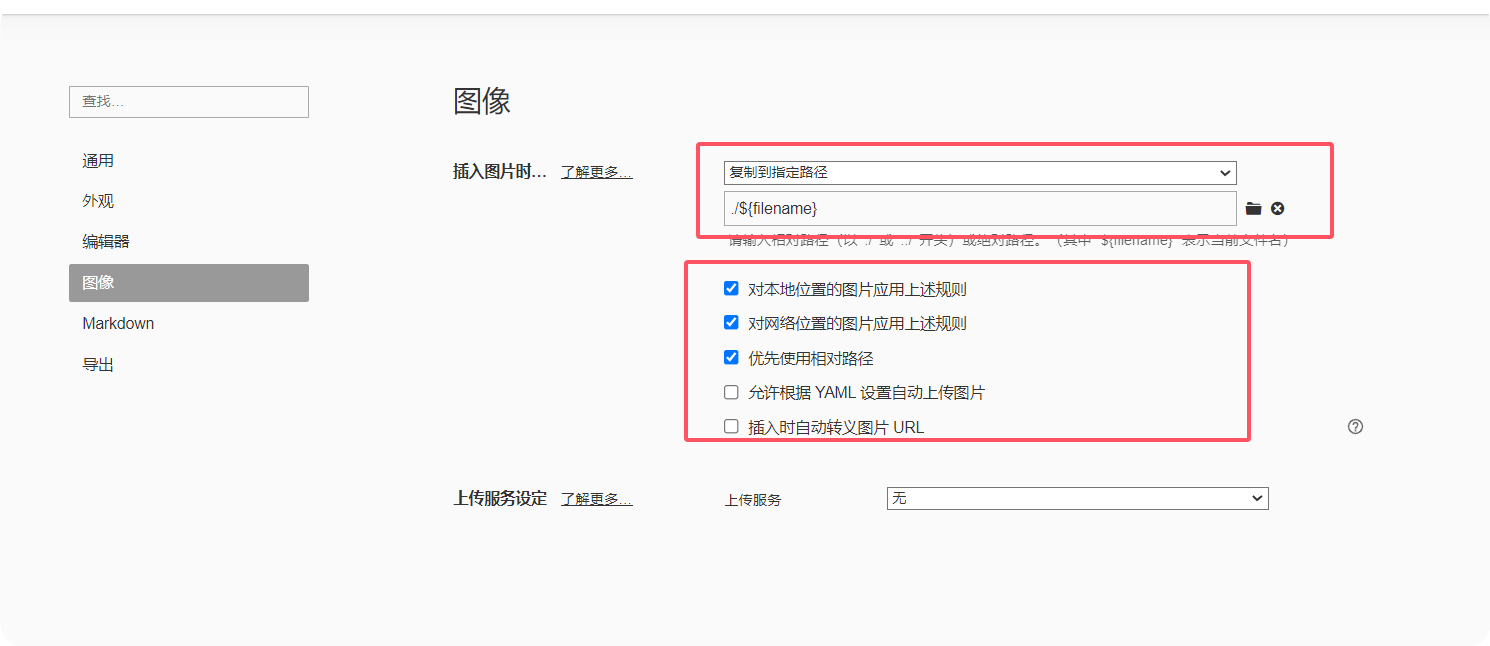 查找...
通用
外观
编辑器
图像
Markdown
导出
图像
插入图片时... 了解更多...
复制到指定路径
./${filename}
请输入相对路径（以 ./ 或 ../ 开头）或绝对路径。（其中 ${filename} 表示当前文件名）
对本地位置的图片应用上述规则
对网络位置的图片应用上述规则
优先使用相对路径
允许根据 YAML 设置自动上传图片
插入时自动转义图片 URL
上传服务设定 了解更多... 上传服务 无